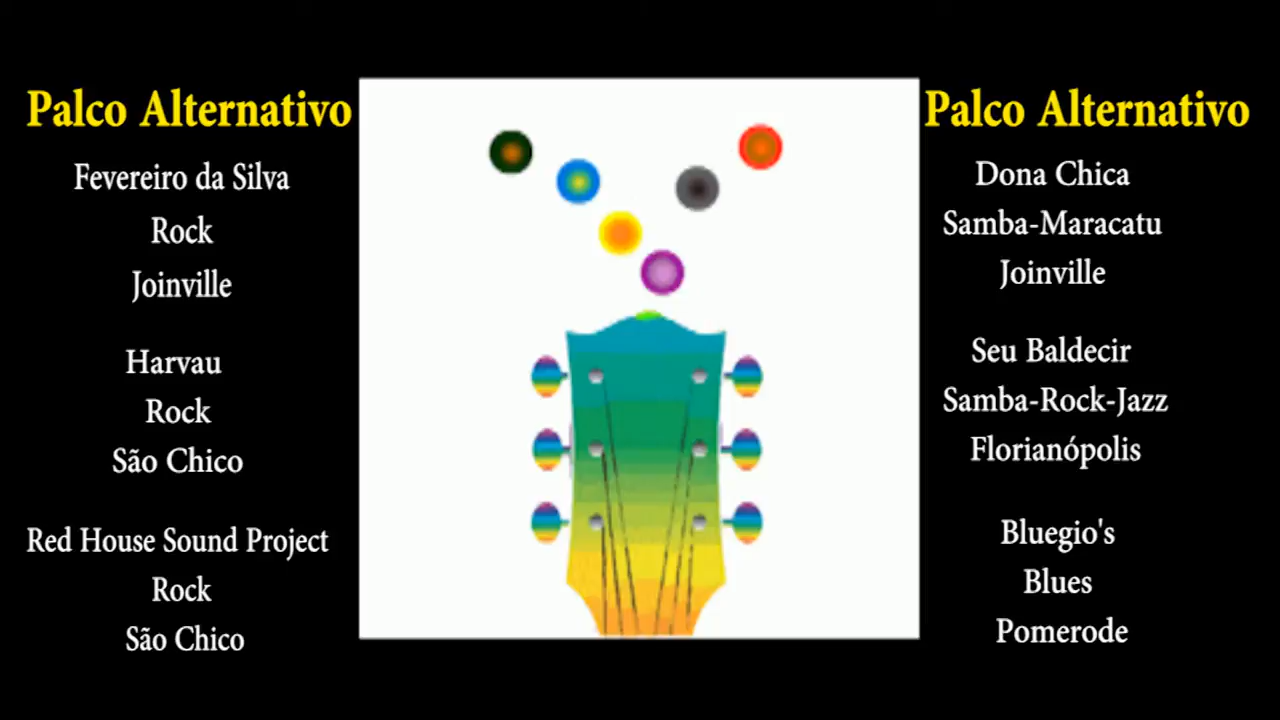 Palco Alternativo
Fevereiro da Silva
Rock
Joinville
Harvau
Rock
São Chico
Red House Sound Project
Rock
São Chico
Palco Alternativo
Dona Chica
Samba-Maracatu
Joinville
Seu Baldecir
Samba-Rock-Jazz
Florianópolis
Bluegio's
Blues
Pomerode